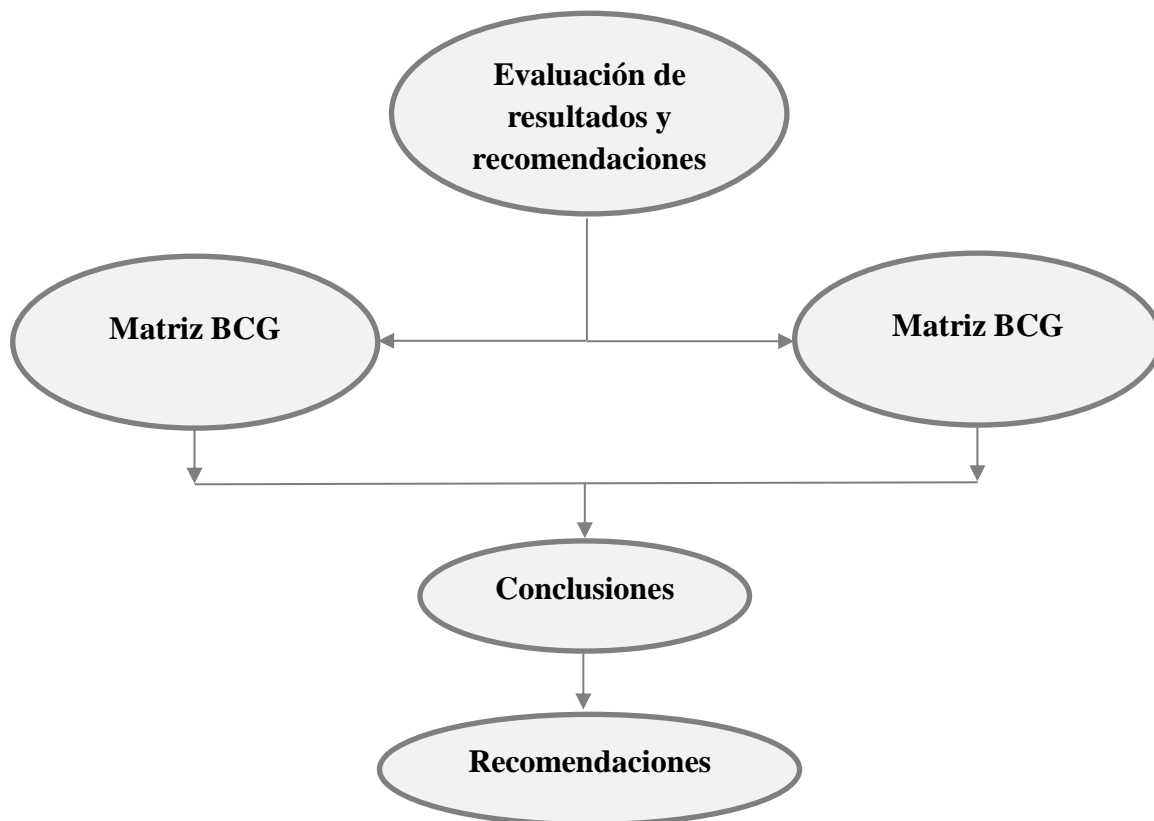 Evaluación de
resultados y
recomendaciones
Matriz BCG
Matriz BCG
Conclusiones
Recomendaciones